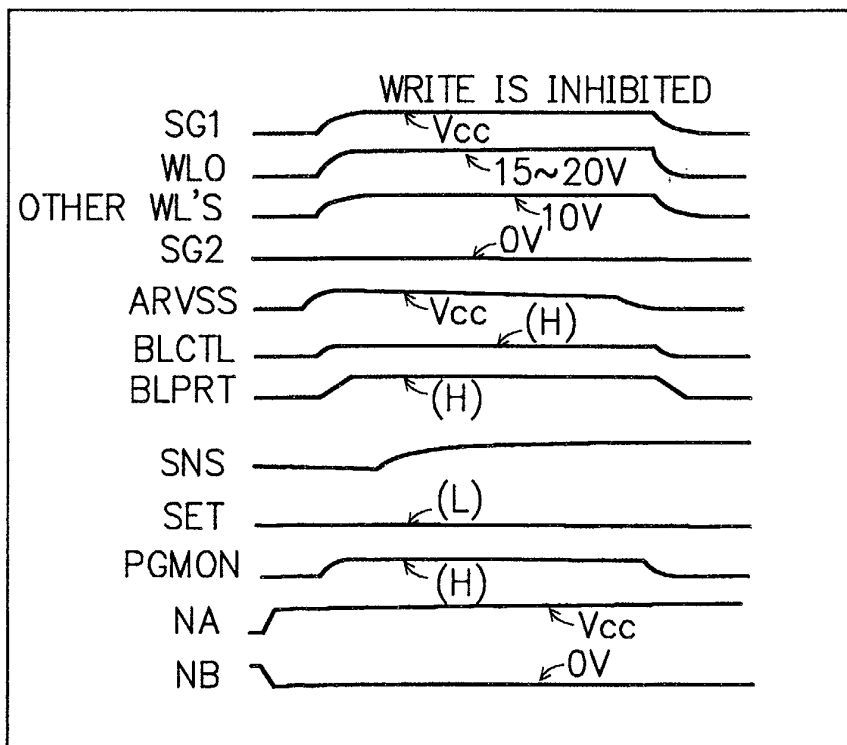 WRITE IS INHIBITED
SG1
Vcc
WL0
15~20V
OTHER WL'S
10V
SG2
0V
ARVSS
Vcc
BLCTL
(H)
BLPRT
(H)
SNS
SET
(L)
PGMON
(H)
NA
Vcc
NB
0V